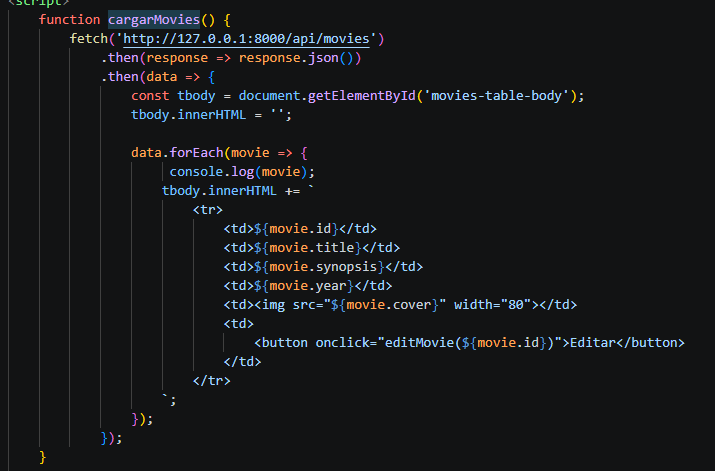 <script>
function cargarMovies() {
fetch('http://127.0.0.1:8000/api/movies')
.then(response => response.json())
.then(data => {
const tbody = document.getElementById('movies-table-body');
tbody.innerHTML = '';
data.forEach(movie => {
console.log(movie);
tbody.innerHTML += `
<tr>
<td>${movie.id}</td>
<td>${movie.title}</td>
<td>${movie.synopsis}</td>
<td>${movie.year}</td>
<td><img src="${movie.cover}" width="80"></td>
<td>
<button onclick="editMovie(${movie.id})">Editar</button>
</td>
</tr>
`;
});
});
}